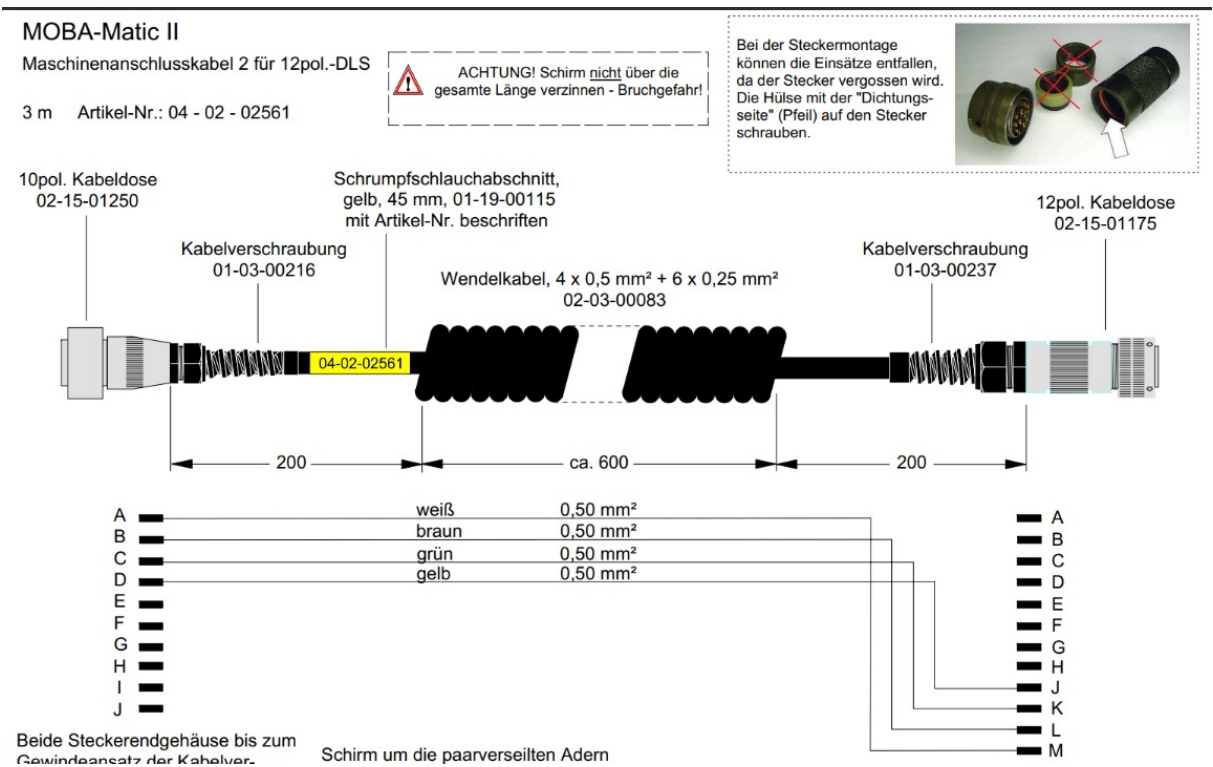 MOBA-Matic II
Maschinenanschlusskabel 2 für 12pol.-DLS
3 m Artikel-Nr.: 04 - 02 - 02561
ACHTUNG! Schirm nicht über die
gesamte Länge verzinnen - Bruchgefahr!
Bei der Steckermontage
können die Einsätze entfallen,
da der Stecker vergossen wird.
Die Hülse mit der "Dichtungs-
seite" (Pfeil) auf den Stecker
schrauben.
10pol. Kabeldose
02-15-01250
Kabelverschraubung
01-03-00216
Schrumpfschlauchabschnitt,
gelb, 45 mm, 01-19-00115
mit Artikel-Nr. beschriften
Wendelkabel, 4 x 0,5 mm² + 6 x 0,25 mm²
02-03-00083
Kabelverschraubung
01-03-00237
12pol. Kabeldose
02-15-01175
04-02-02561
200
ca. 600
200
A weiß 0,50 mm² A
B braun 0,50 mm² B
C grün 0,50 mm² C
D gelb 0,50 mm² D
E E
F F
G G
H H
I J
J K
L
M
Beide Steckerendgehäuse bis zum
Gewindeansatz der Kabelver-
Schirm um die paarverseilten Adern